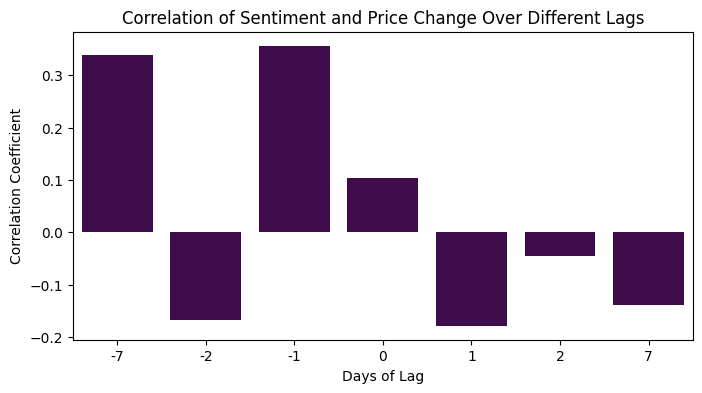 Correlation of Sentiment and Price Change Over Different Lags
Correlation Coefficient
0.3
0.2
0.1
0.0
−0.1
−0.2
-7 -2 -1 0 1 2 7
Days of Lag